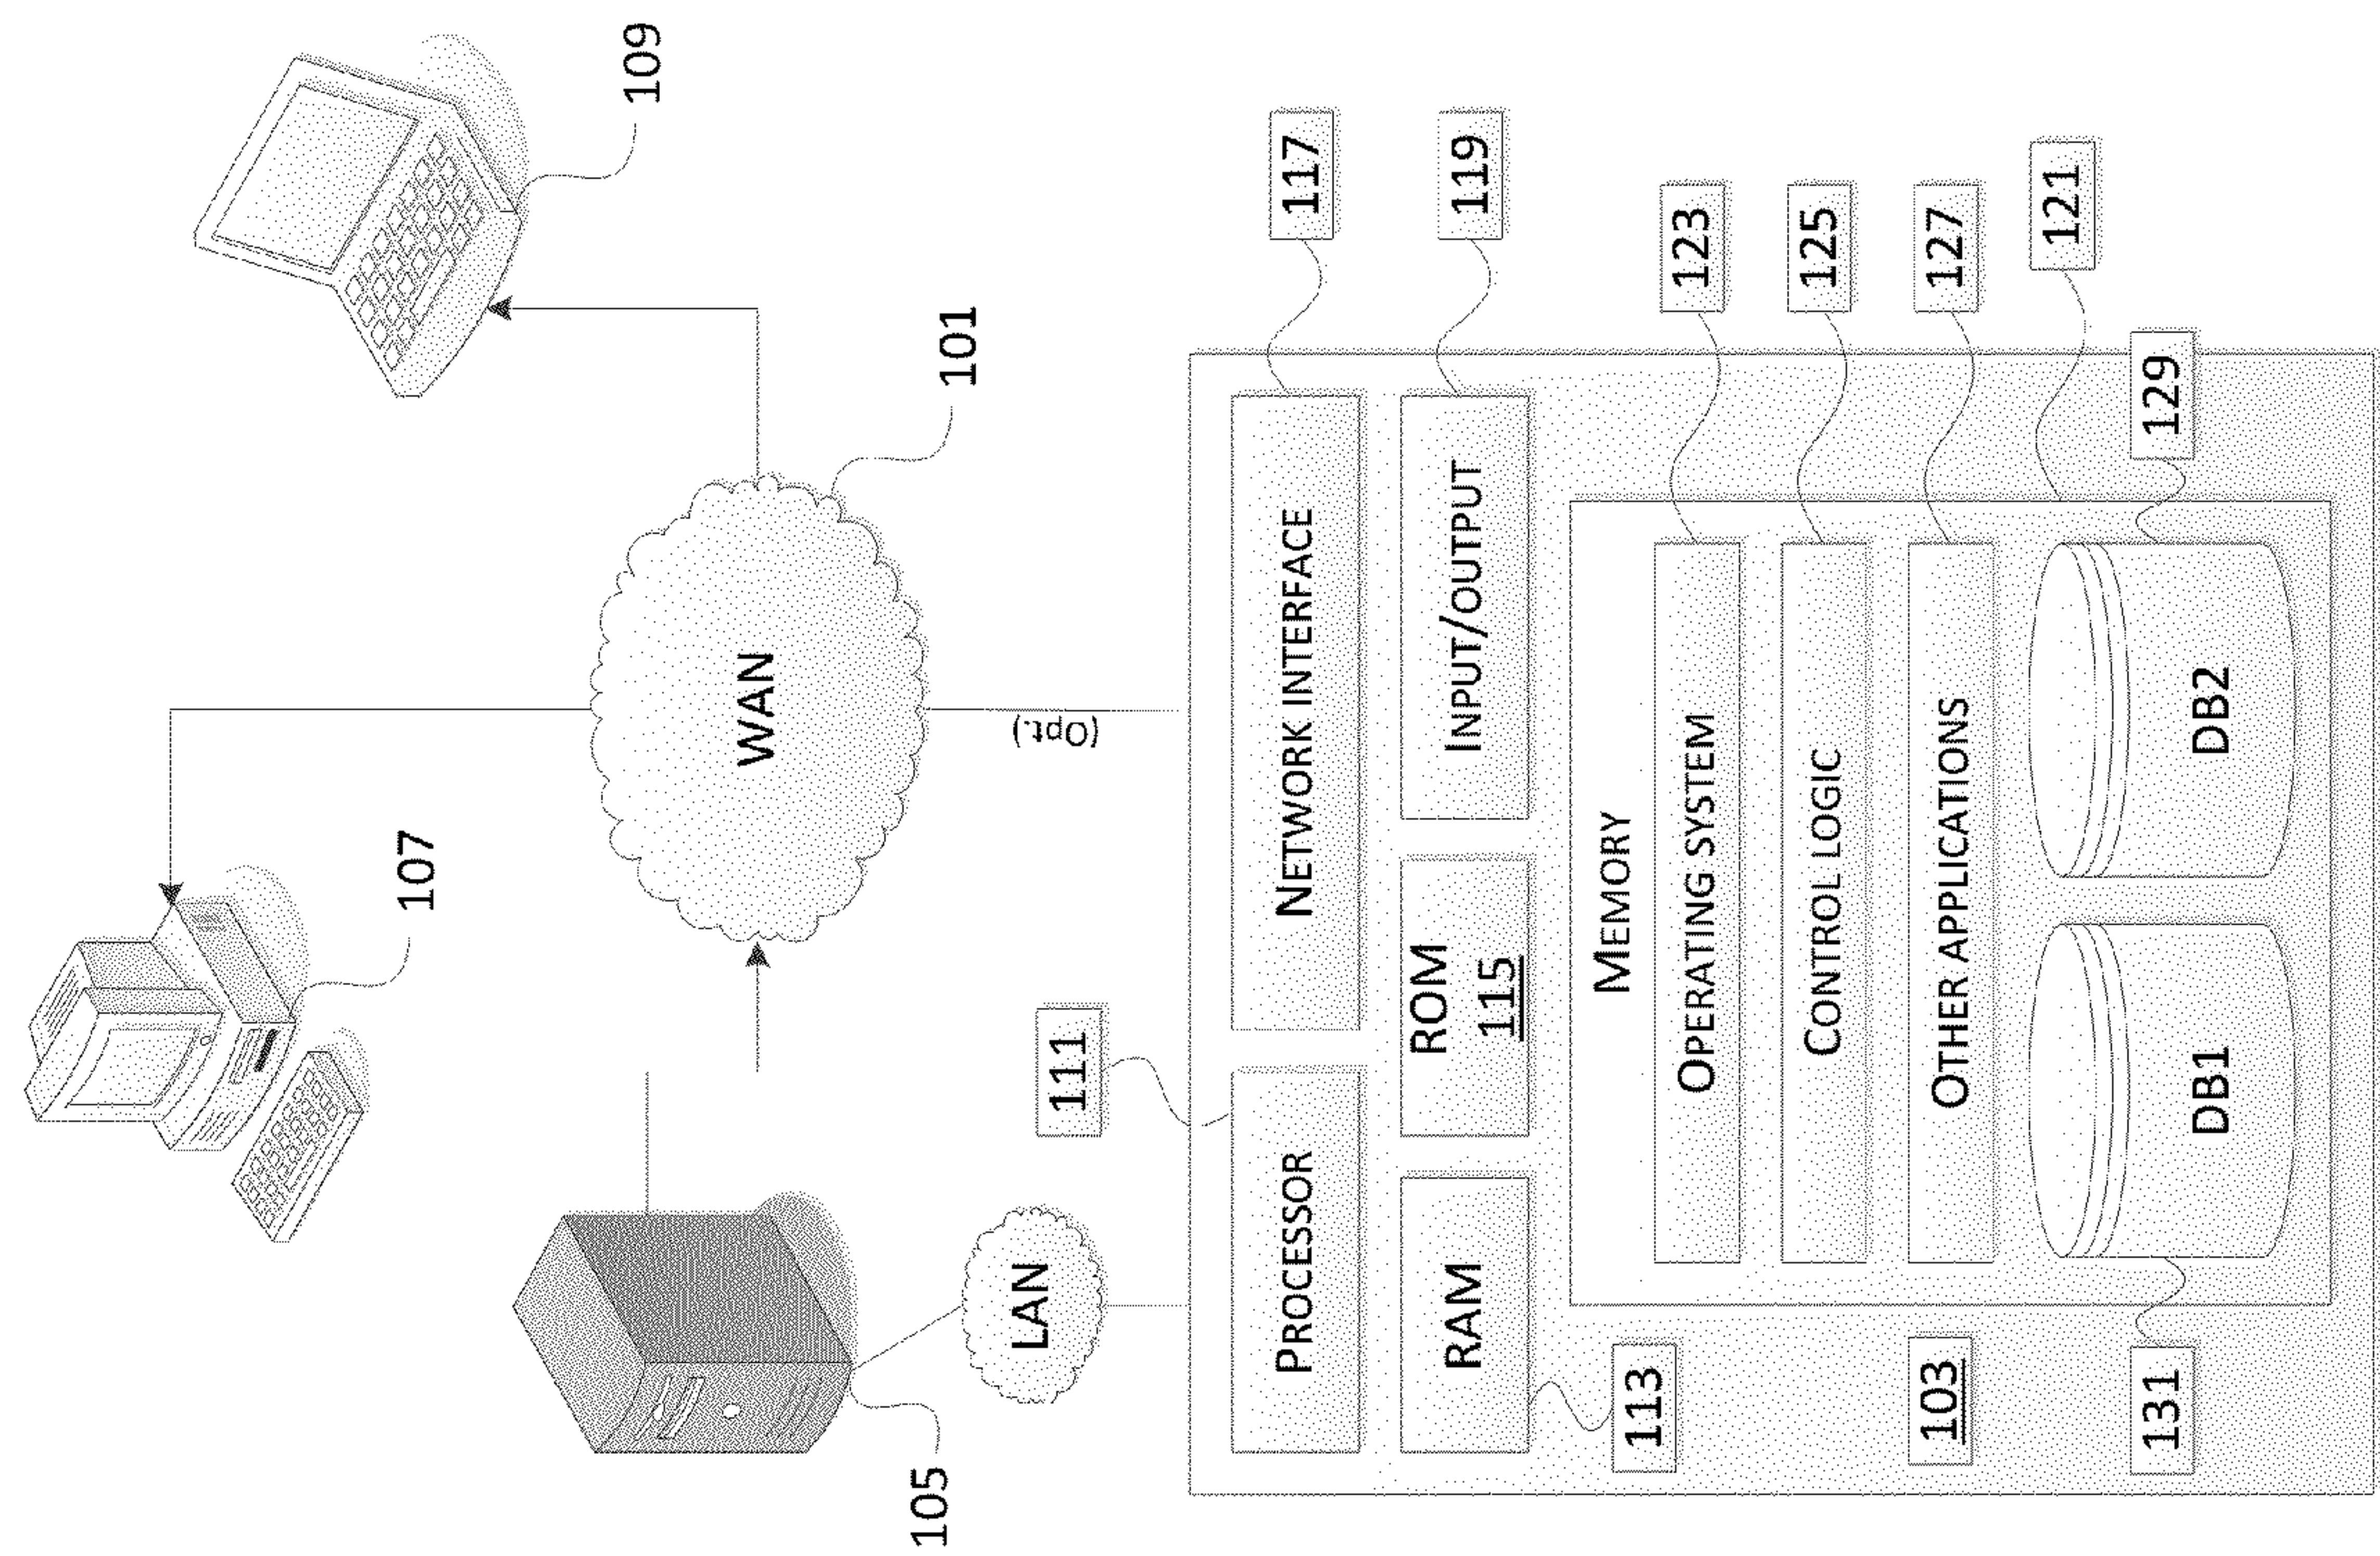 107
109
WAN
101
105
LAN
(Opt.)
111
117
PROCESSOR
NETWORK INTERFACE
119
RAM
ROM
115
INPUT/OUTPUT
113
MEMORY
123
OPERATING SYSTEM
125
CONTROL LOGIC
127
OTHER APPLICATIONS
103
121
129
131
DB1
DB2